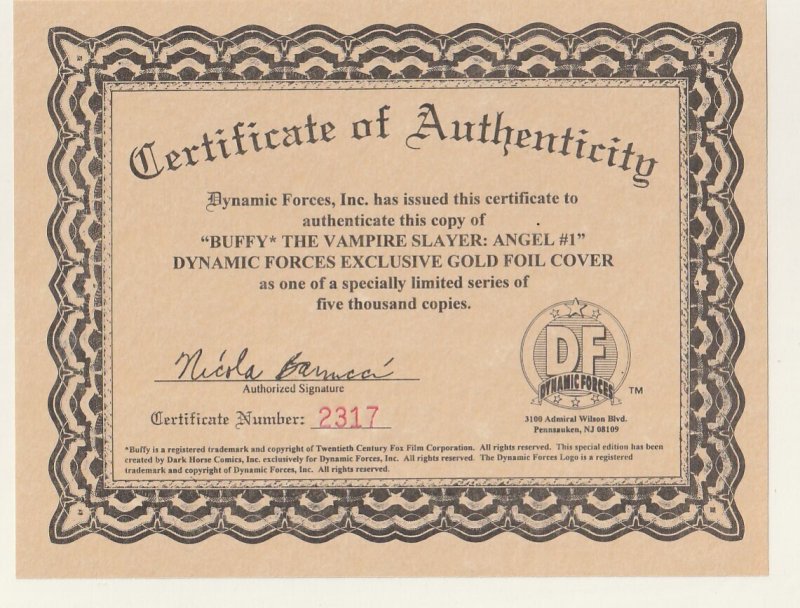 Certificate of Authenticity
Dynamic Forces, Inc. has issued this certificate to
authenticate this copy of
“BUFFY* THE VAMPIRE SLAYER: ANGEL #1”
DYNAMIC FORCES EXCLUSIVE GOLD FOIL COVER
as one of a specially limited series of
five thousand copies.
Nicola Barrucci
Authorized Signature
Certificate Number: 2317
DF
DYNAMIC FORCES
TM
3100 Admiral Wilson Blvd.
Pennsauken, NJ 08109
*Buffy is a registered trademark and copyright of Twentieth Century Fox Film Corporation. All rights reserved. This special edition has been
created by Dark Horse Comics, Inc. exclusively for Dynamic Forces, Inc. All rights reserved. The Dynamic Forces Logo is a registered
trademark and copyright of Dynamic Forces, Inc. All rights reserved.